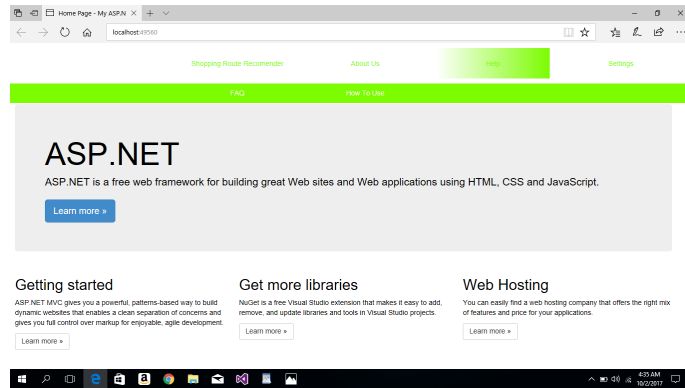 Home Page - My ASP.N
localhost:49560
Shopping Route Recomender
About Us
Help
Settings
FAQ
How To Use
ASP.NET
ASP.NET is a free web framework for building great Web sites and Web applications using HTML, CSS and JavaScript.
Learn more »
Getting started
ASP.NET MVC gives you a powerful, patterns-based way to build
dynamic websites that enables a clean separation of concerns and
gives you full control over markup for enjoyable, agile development.
Learn more »
Get more libraries
NuGet is a free Visual Studio extension that makes it easy to add,
remove, and update libraries and tools in Visual Studio projects.
Learn more »
Web Hosting
You can easily find a web hosting company that offers the right mix
of features and price for your applications.
Learn more »
4:35 AM
10/2/2017